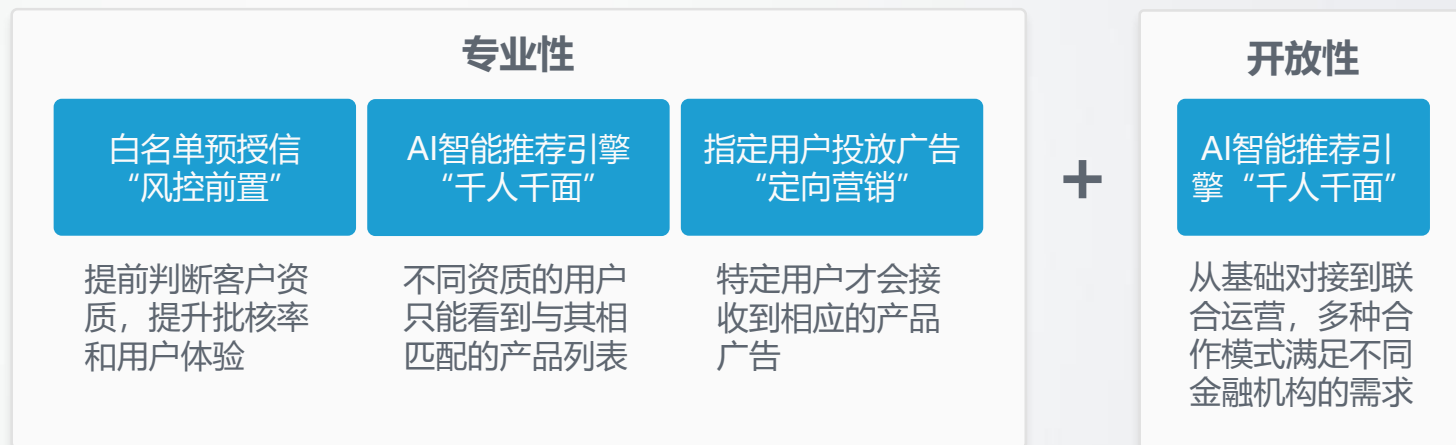 专业性
白名单预授信
“风控前置”
提前判断客户资
质，提升批核率
和用户体验
AI智能推荐引擎
“千人千面”
不同资质的用户
只能看到与其相
匹配的产品列表
指定用户投放广告
“定向营销”
特定用户才会接
收到相应的产品
广告
+
开放性
AI智能推荐引
擎“千人千面”
从基础对接到联
合运营，多种合
作模式满足不同
金融机构的需求